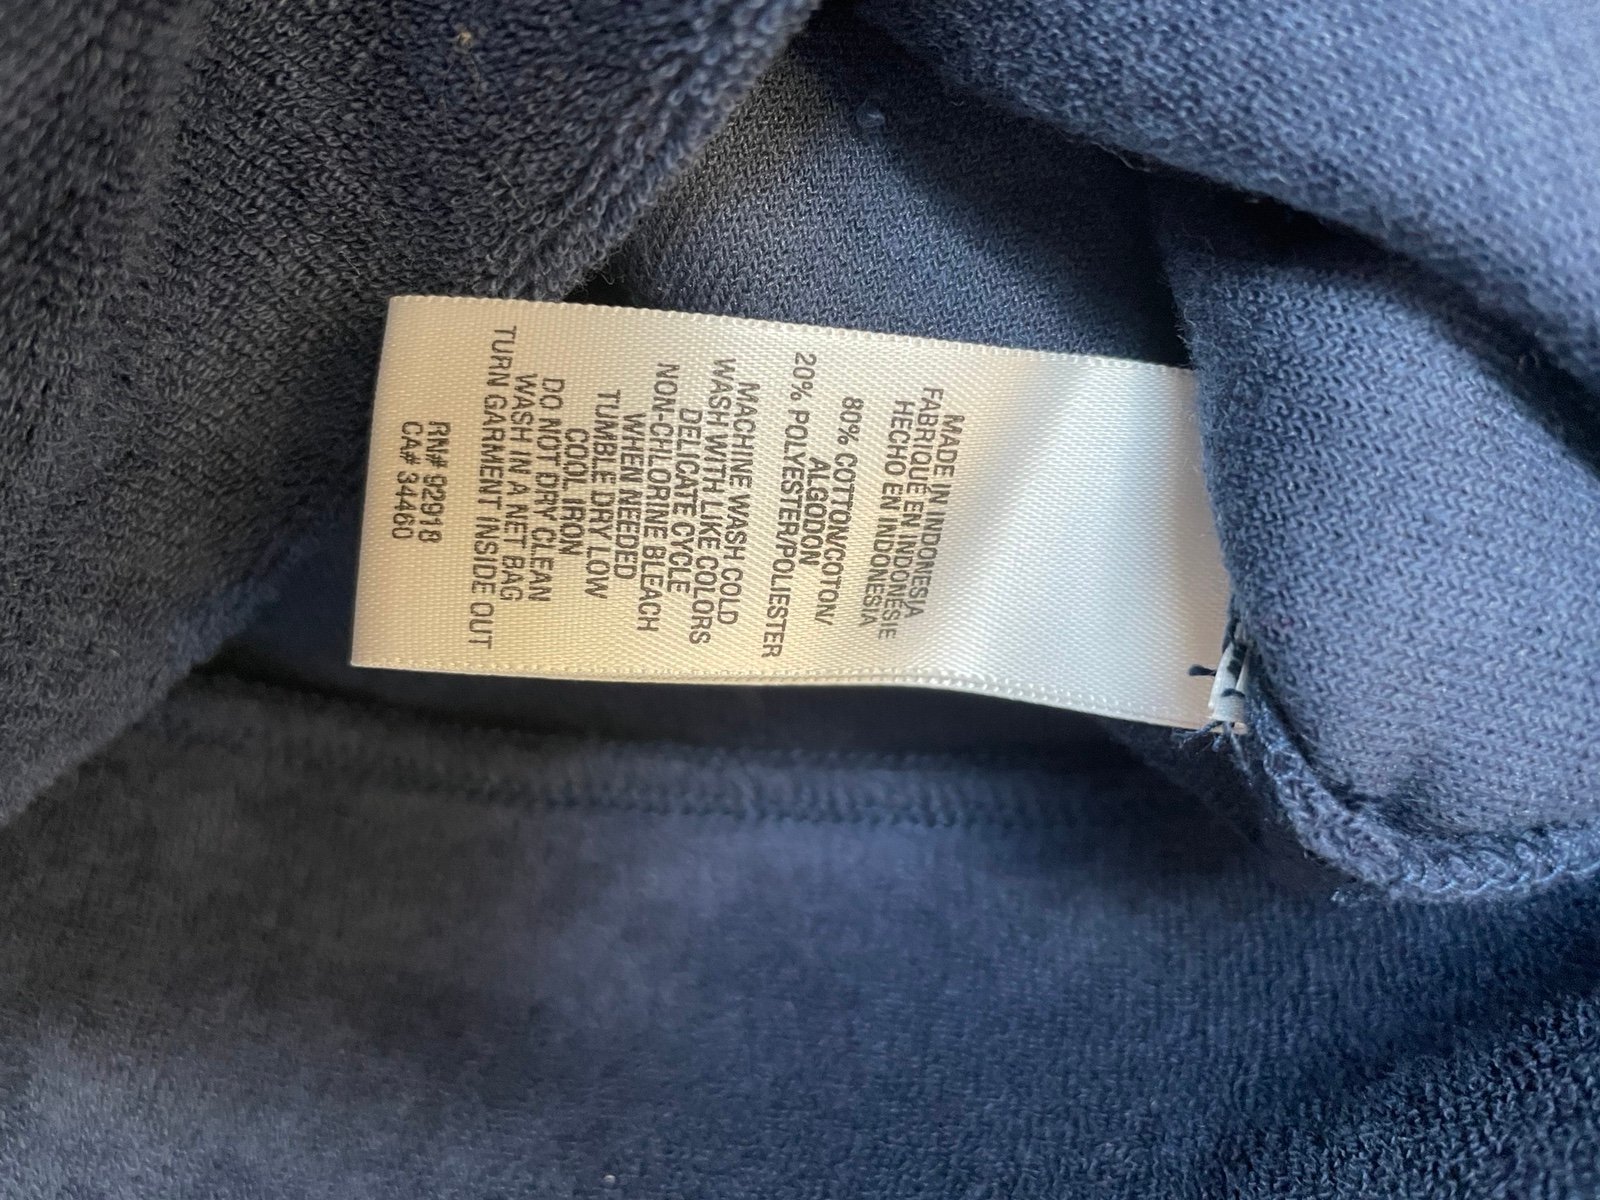 MADE IN INDONESIA
FABRIQUÉ EN INDONÉSIE
HECHO EN INDONESIA
80% COTTON/COTON/
ALGODON
20% POLYESTER/POLIESTER
MACHINE WASH COLD
WASH WITH LIKE COLORS
DELICATE CYCLE
NON-CHLORINE BLEACH
WHEN NEEDED
TUMBLE DRY LOW
COOL IRON
DO NOT DRY CLEAN
WASH IN A NET BAG
TURN GARMENT INSIDE OUT
RN# 92918
CA# 34460